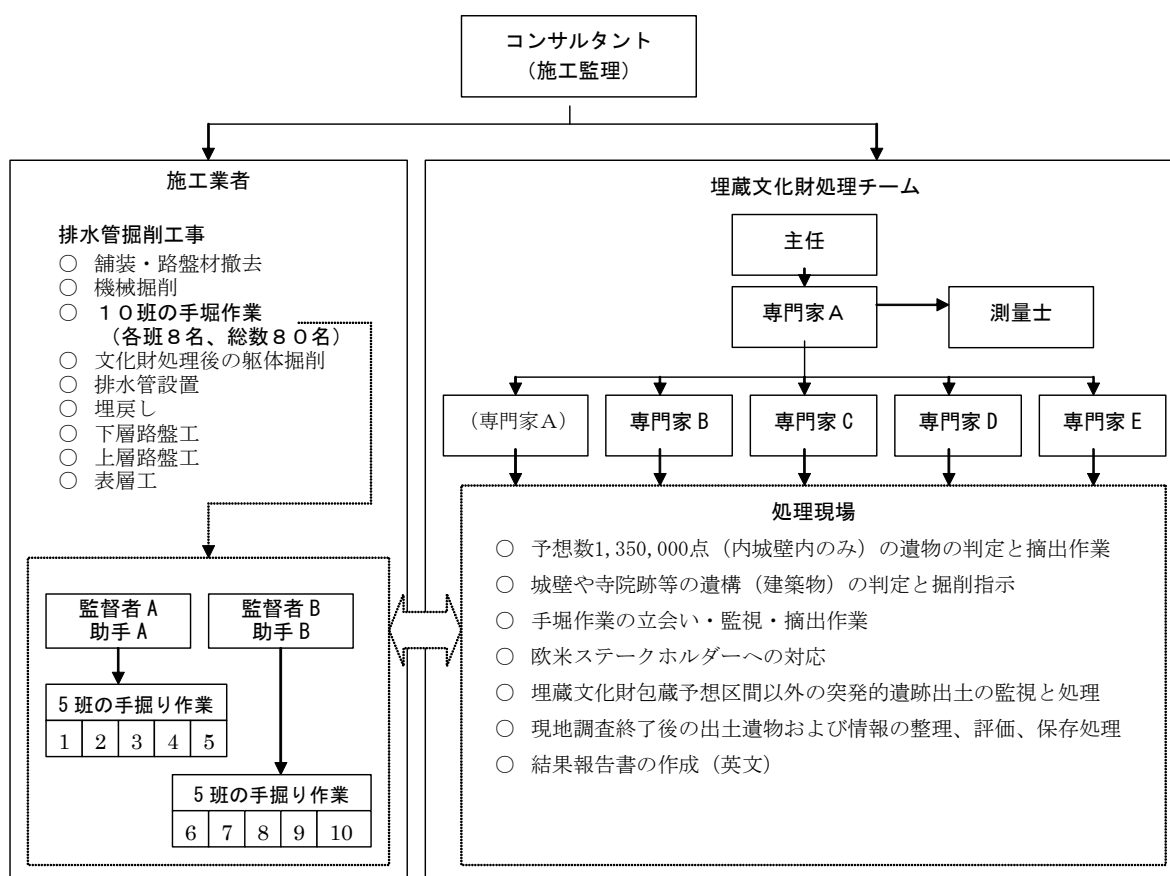 コンサルタント
(施工監理)
施工業者
排水管掘削工事
○ 舗装・路盤材撤去
○ 機械掘削
○ １０班の手堀作業
(各班８名、総数８０名)
○ 文化財処理後の躯体掘削
○ 排水管設置
○ 埋戻し
○ 下層路盤工
○ 上層路盤工
○ 表層工
監督者 A
助手 A
監督者 B
助手 B
5 班の手掘り作業
1 2 3 4 5
5 班の手掘り作業
6 7 8 9 10
埋蔵文化財処理チーム
主任
専門家 A
測量士
(専門家 A)
専門家 B
専門家 C
専門家 D
専門家 E
処理現場
○ 予想数1,350,000点（内城壁内のみ）の遺物の判定と摘出作業
○ 城壁や寺院跡等の遺構（建築物）の判定と掘削指示
○ 手堀作業の立会い・監視・摘出作業
○ 欧米ステークホルダーへの対応
○ 埋蔵文化財包蔵予想区間以外の突発的遺跡出土の監視と処理
○ 現地調査終了後の出土遺物および情報の整理、評価、保存処理
○ 結果報告書の作成（英文）